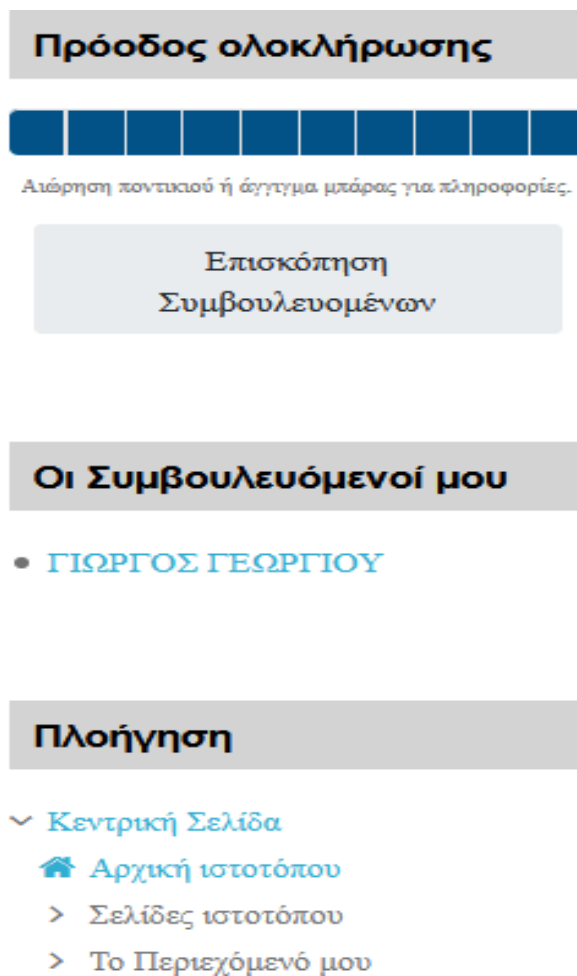 Πρόοδος ολοκλήρωσης
Αιώρηση ποντικιού ή άγγιγμα μπάρας για πληροφορίες.
Επισκόπηση
Συμβουλευομένων
Οι Συμβουλευόμενοί μου
ΓΙΩΡΓΟΣ ΓΕΩΡΓΙΟΥ
Πλοήγηση
Κεντρική Σελίδα
Αρχική ιστοτόπου
Σελίδες ιστοτόπου
Το Περιεχόμενό μου